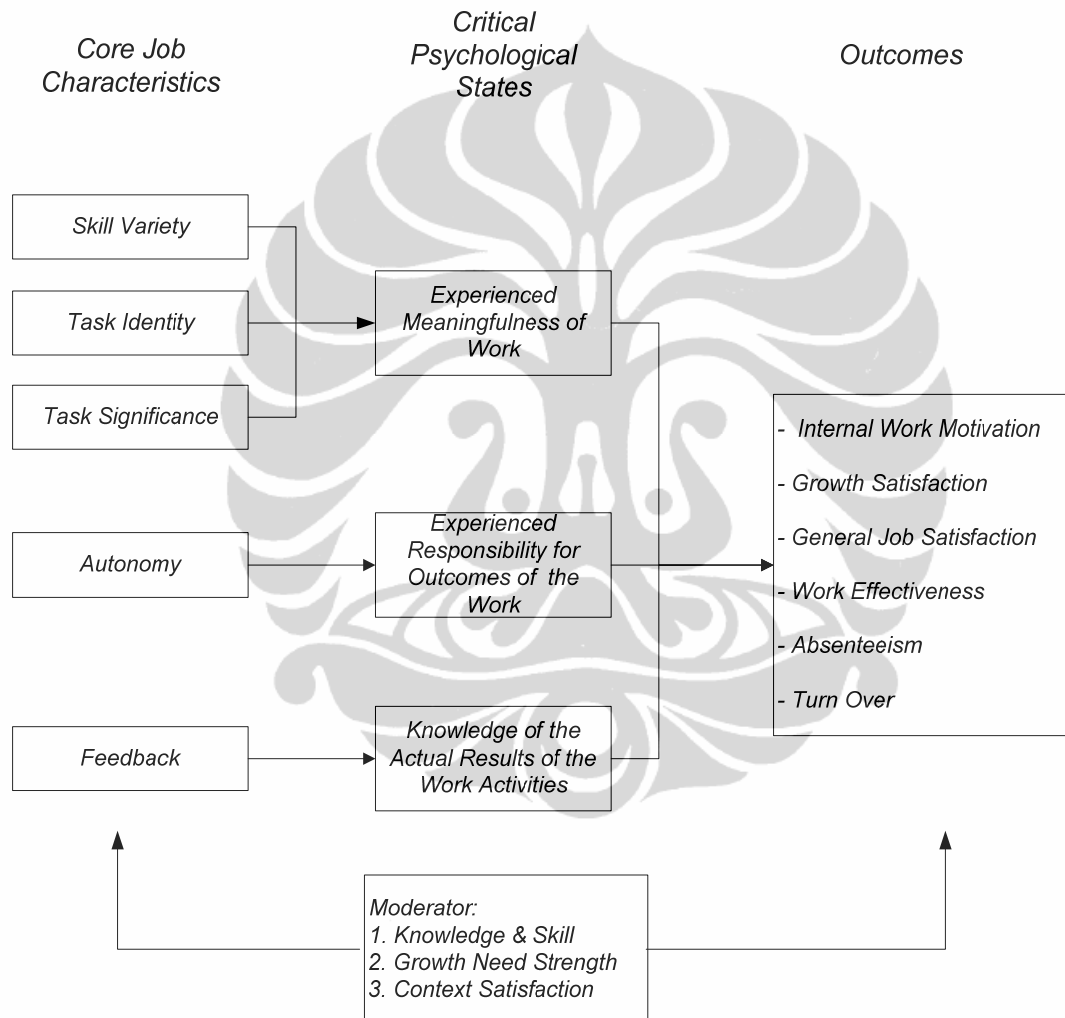 Core Job
Characteristics
Critical
Psychological
States
Outcomes
Skill Variety
Task Identity
Task Significance
Autonomy
Feedback
Experienced
Meaningfulness of
Work
Experienced
Responsibility for
Outcomes of the
Work
Knowledge of the
Actual Results of the
Work Activities
- Internal Work Motivation
- Growth Satisfaction
- General Job Satisfaction
- Work Effectiveness
- Absenteeism
- Turn Over
Moderator:
1. Knowledge & Skill
2. Growth Need Strength
3. Context Satisfaction